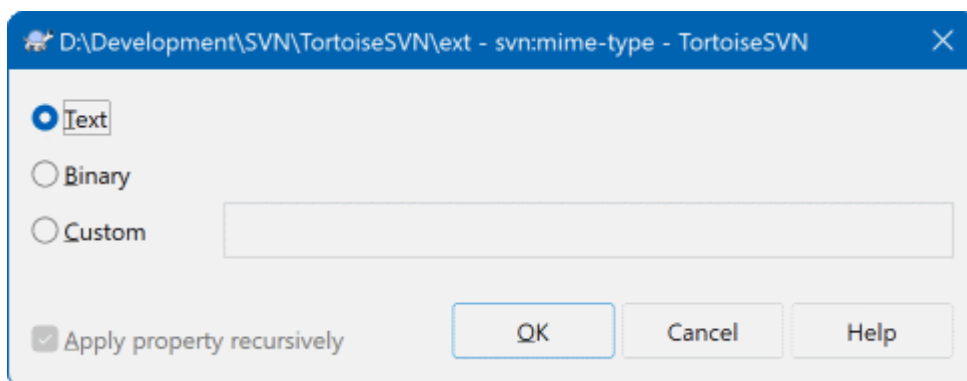 D:\Development\SVN\TortoiseSVN\ext - svn:mime-type - TortoiseSVN
Text
Binary
Custom
Apply property recursively
OK Cancel Help